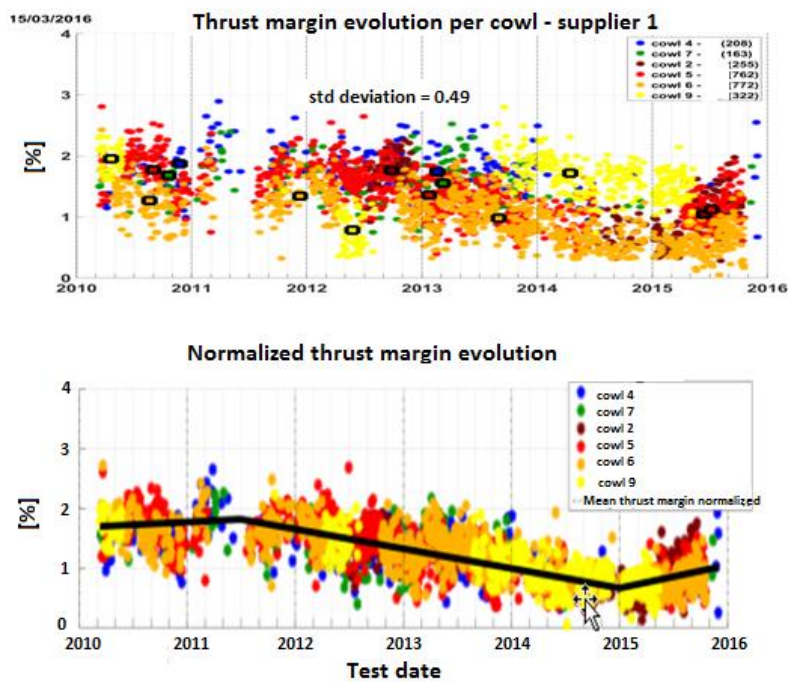 15/03/2016
Thrust margin evolution per cowl - supplier 1
4
3
2
1
0
[%]
std deviation = 0.49
cowl 4 - (208)
cowl 7 - (163)
cowl 2 - (255)
cowl 5 - (762)
cowl 6 - (772)
cowl 9 - (322)
2010 2011 2012 2013 2014 2015 2016
Normalized thrust margin evolution
4
3
2
1
0
[%]
cowl 4
cowl 7
cowl 2
cowl 5
cowl 6
cowl 9
Mean thrust margin normalized
2010 2011 2012 2013 2014 2015 2016
Test date